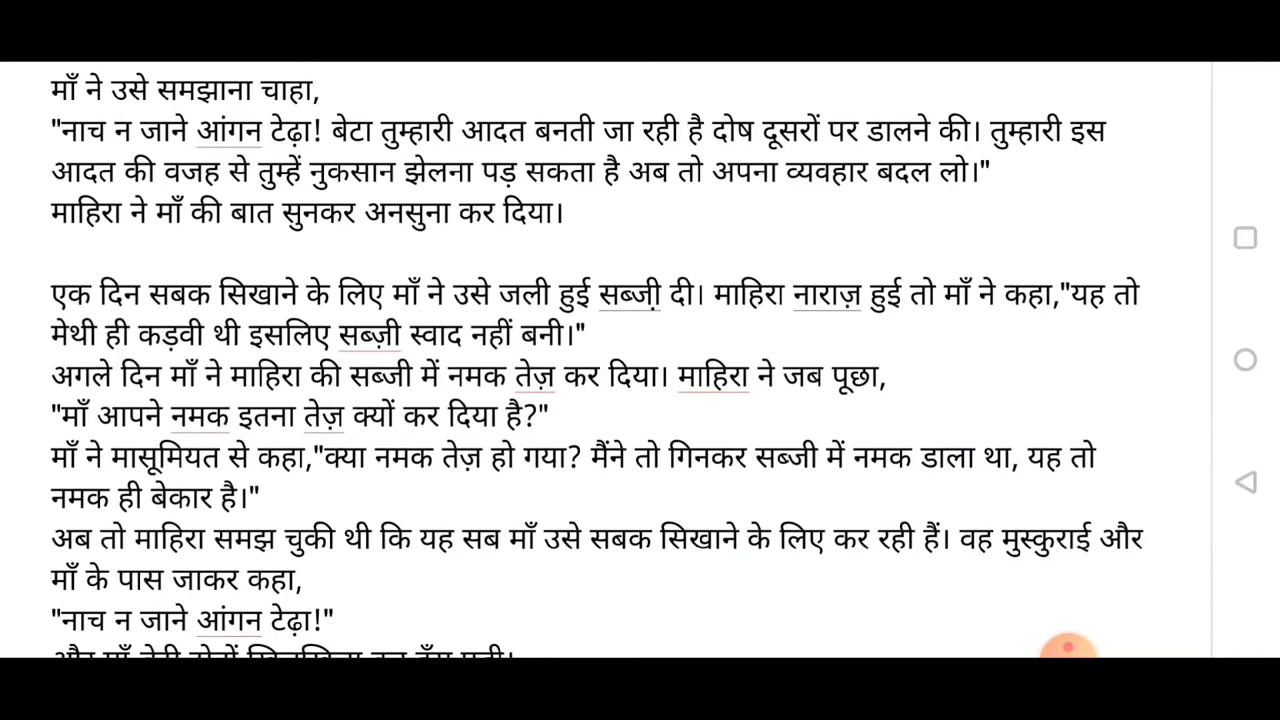 माँ ने उसे समझाना चाहा,
"नाच न जाने आंगन टेढ़ा! बेटा तुम्हारी आदत बनती जा रही है दोष दूसरों पर डालने की। तुम्हारी इस
आदत की वजह से तुम्हें नुकसान झेलना पड़ सकता है अब तो अपना व्यवहार बदल लो।"
माहिरा ने माँ की बात सुनकर अनसुना कर दिया।
एक दिन सबक सिखाने के लिए माँ ने उसे जली हुई सब्जी़ दी। माहिरा नाराज़ हुई तो माँ ने कहा,"यह तो
मेथी ही कड़वी थी इसलिए सब्ज़ी स्वाद नहीं बनी।"
अगले दिन माँ ने माहिरा की सब्जी में नमक तेज़ कर दिया। माहिरा ने जब पूछा,
"माँ आपने नमक इतना तेज़ क्यों कर दिया है?"
माँ ने मासूमियत से कहा,"क्या नमक तेज़ हो गया? मैंने तो गिनकर सब्जी में नमक डाला था, यह तो
नमक ही बेकार है।"
अब तो माहिरा समझ चुकी थी कि यह सब माँ उसे सबक सिखाने के लिए कर रही हैं। वह मुस्कुराई और
माँ के पास जाकर कहा,
"नाच न जाने आंगन टेढ़ा!"
और माँ